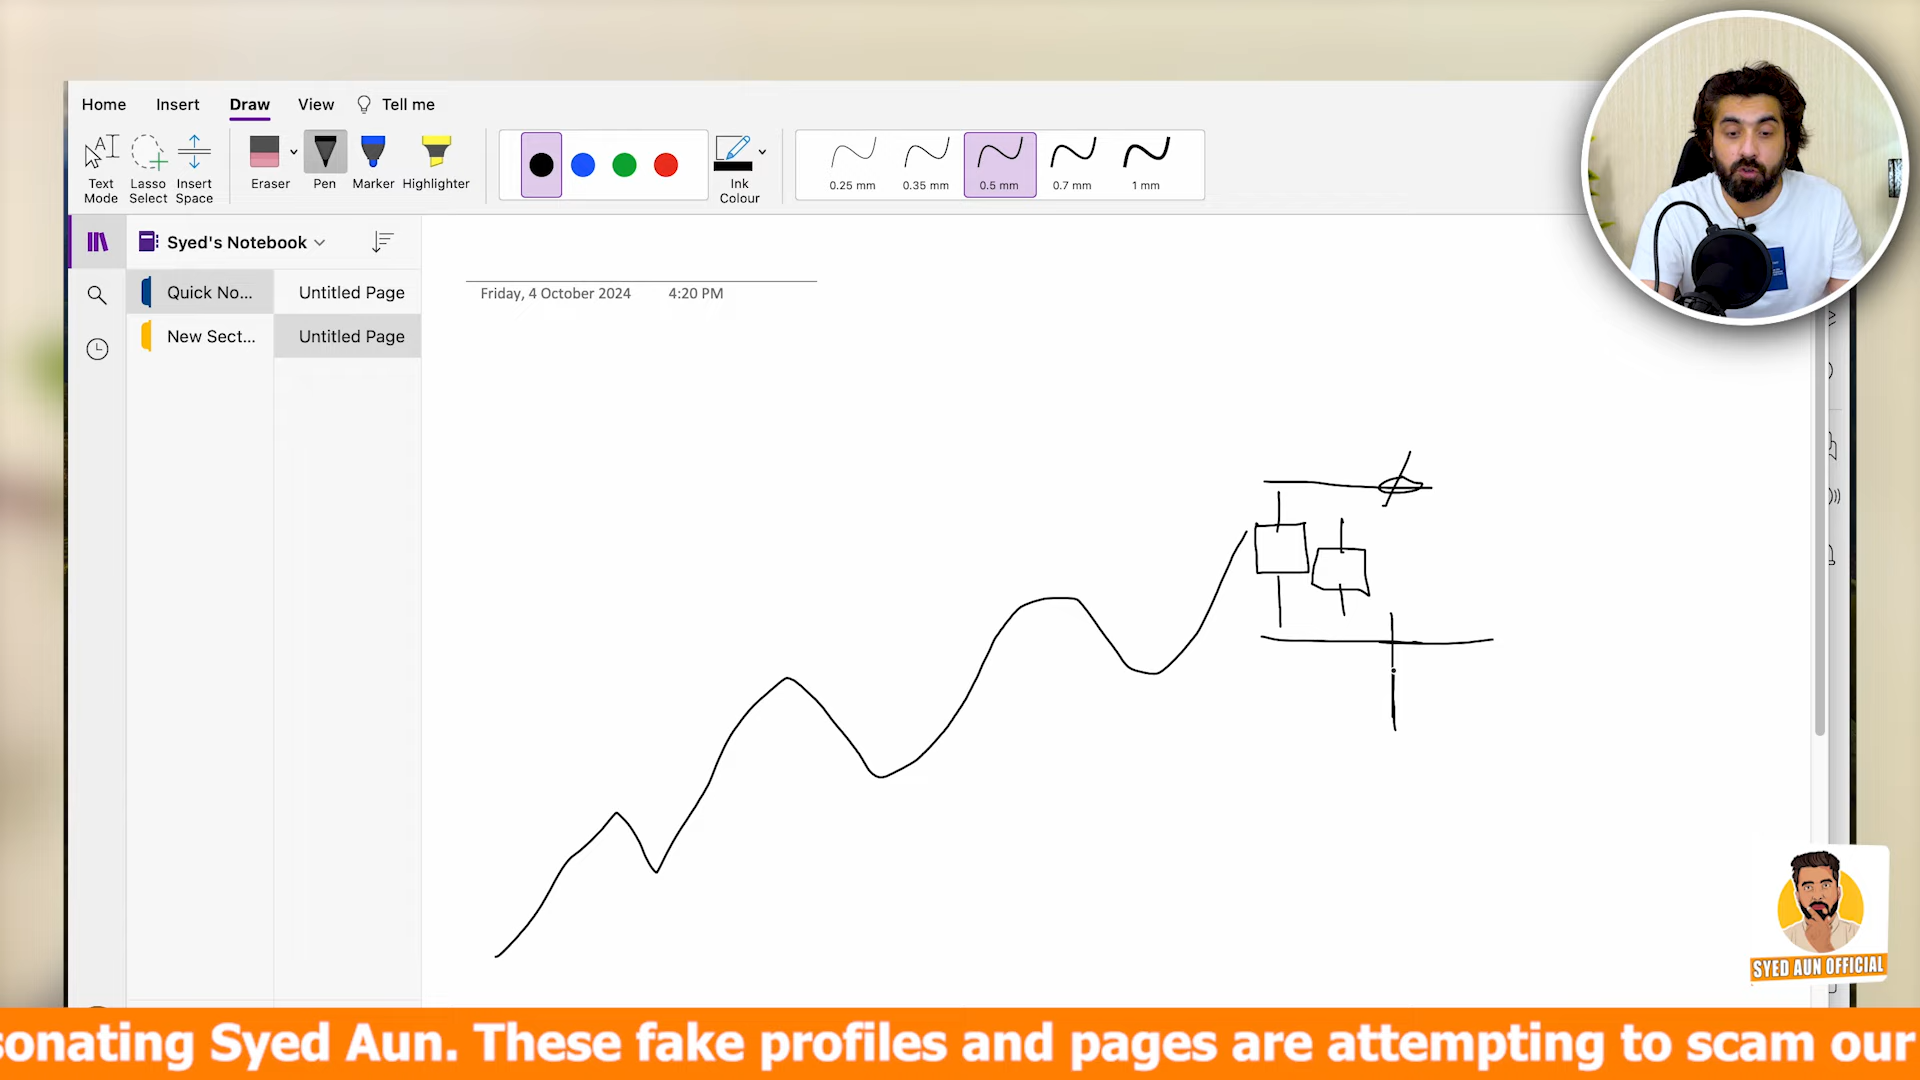 Home Insert Draw View Tell me
Text Mode
Lasso Select
Insert Space
Eraser
Pen
Marker
Highlighter
Ink Colour
0.25 mm
0.35 mm
0.5 mm
0.7 mm
1 mm
Syed's Notebook
Quick No...
Untitled Page
New Sect...
Untitled Page
Friday, 4 October 2024 4:20 PM
SYED AUN OFFICIAL
sonating Syed Aun. These fake profiles and pages are attempting to scam our